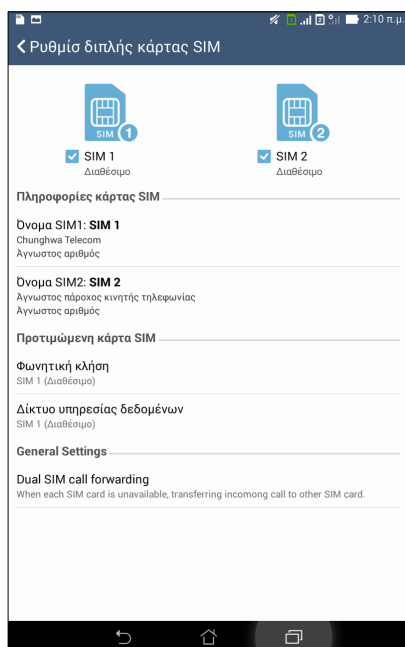 2:10 π.μ.
Ρυθμίσ διπλής κάρτας SIM
SIM 1
SIM 2
SIM 1
SIM 2
Διαθέσιμο
Διαθέσιμο
Πληροφορίες κάρτας SIM
Όνομα SIM1: SIM 1
Chunghwa Telecom
Άγνωστος αριθμός
Όνομα SIM2: SIM 2
Άγνωστος πάροχος κινητής τηλεφωνίας
Άγνωστος αριθμός
Προτιμώμενη κάρτα SIM
Φωνητική κλήση
SIM 1 (Διαθέσιμο)
Δίκτυο υπηρεσίας δεδομένων
SIM 1 (Διαθέσιμο)
General Settings
Dual SIM call forwarding
When each SIM card is unavailable, transferring incomong call to other SIM card.